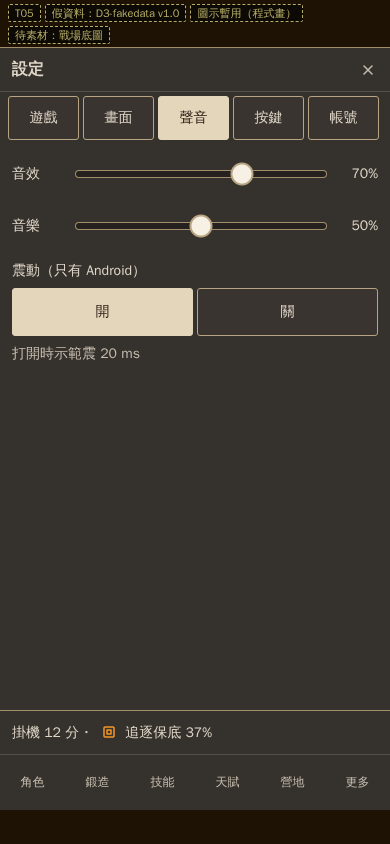 T05 假資料：D3-fakedata v1.0 圖示暫用（程式畫）
待素材：戰場底圖
設定 ×
遊戲 畫面 聲音 按鍵 帳號
音效 70%
音樂 50%
震動（只有 Android）
開 關
打開時示範震 20 ms
掛機 12 分・ 追逐保底 37%
角色 鍛造 技能 天賦 營地 更多